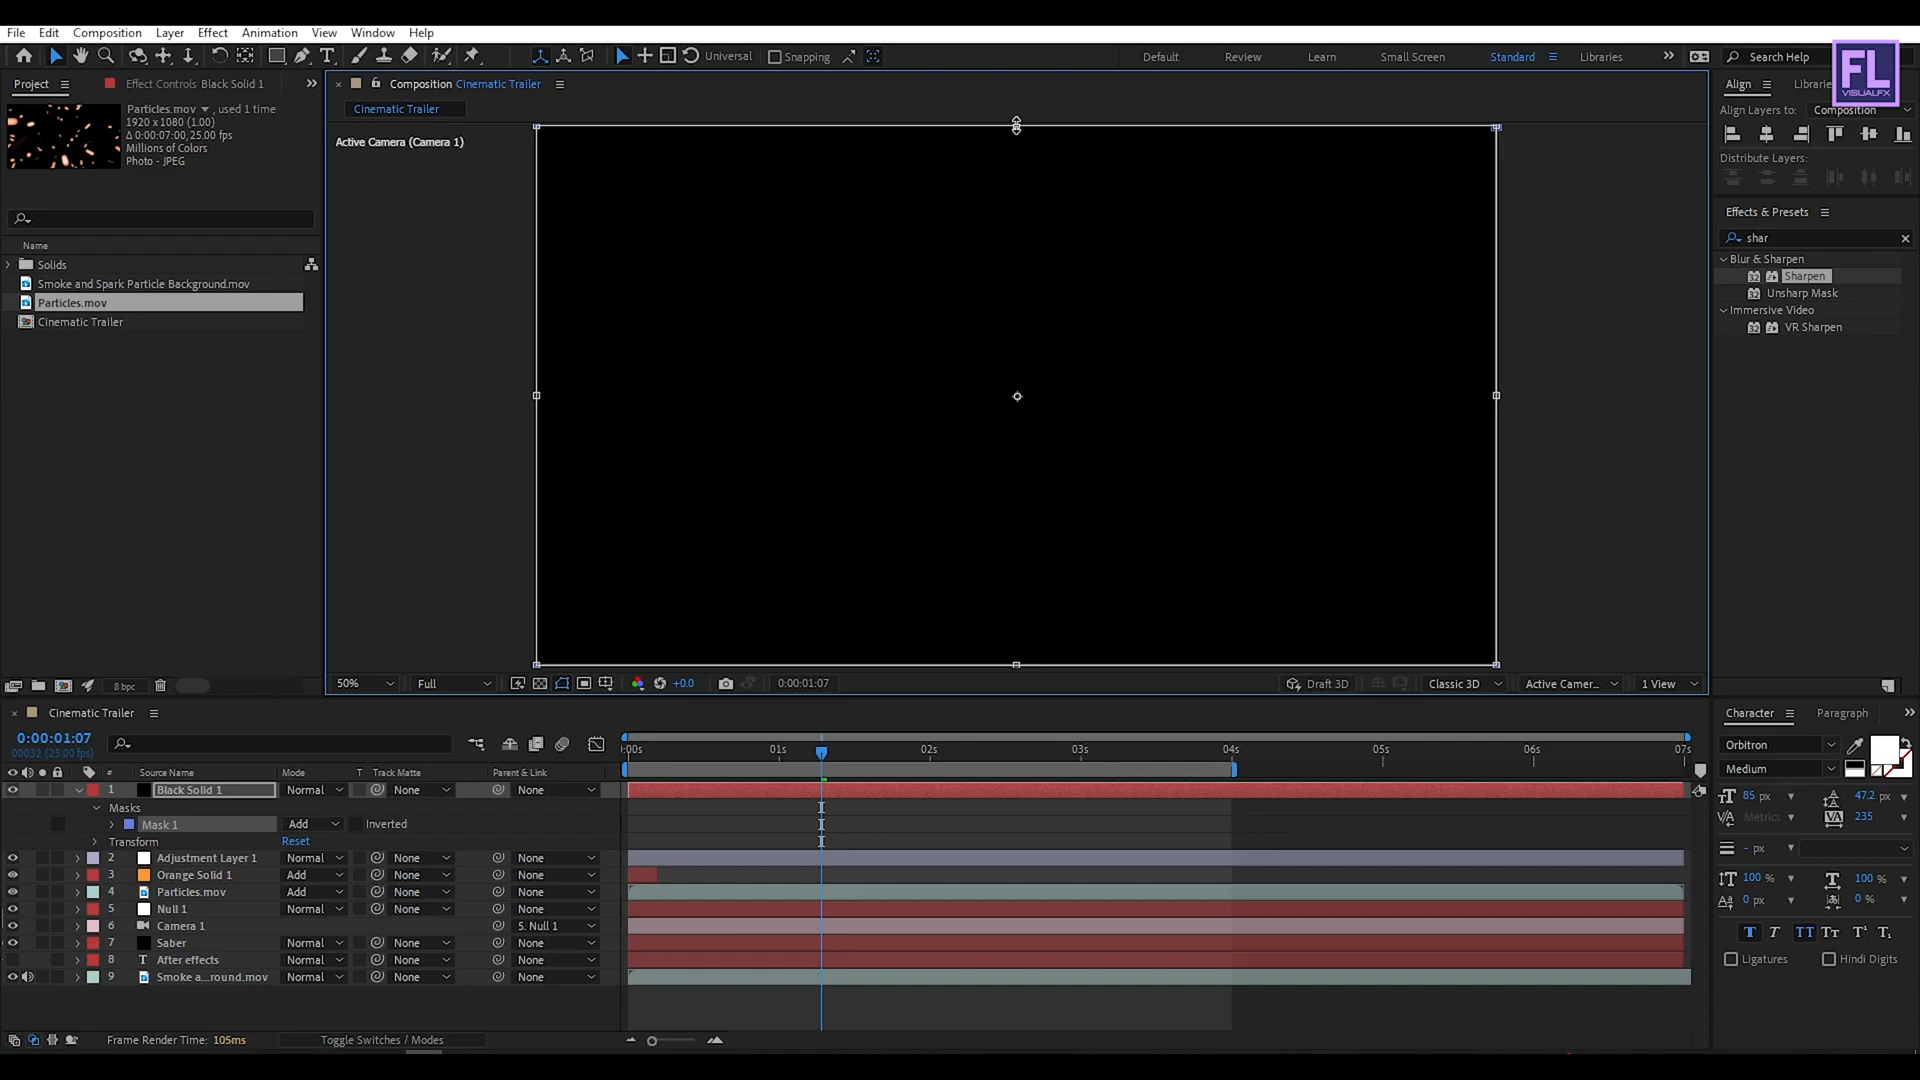 File Edit Composition Layer Effect Animation View Window Help
Universal Snapping Default Review Learn Small Screen Standard Libraries Search Help
FL
VISUALFX
Project Effect Controls Black Solid 1
Composition Cinematic Trailer
Align Librarie
Cinematic Trailer
Particles.mov , used 1 time
1920 x 1080 (1.00)
Δ 0:00:07:00, 25.00 fps
Millions of Colors
Photo - JPEG
Active Camera (Camera 1)
Align Layers to: Composition
Distribute Layers:
Effects & Presets
shar
Blur & Sharpen
32 Sharpen
32 Unsharp Mask
Immersive Video
32 VR Sharpen
Name
Solids
Smoke and Spark Particle Background.mov
Particles.mov
Cinematic Trailer
8 bpc
50% Full +0.0 0:00:01:07 Draft 3D Classic 3D Active Camer... 1 View
Cinematic Trailer
0:00:01:07
00032 (25.00 fps)
:00s 01s 02s 03s 04s 05s 06s 07s
# Source Name Mode T Track Matte Parent & Link
1 Black Solid 1 Normal None None
Masks
Mask 1 Add Inverted
Transform Reset
2 Adjustment Layer 1 Normal None None
3 Orange Solid 1 Add None None
4 Particles.mov Add None None
5 Null 1 Normal None None
6 Camera 1 5. Null 1
7 Saber Normal None None
8 T After effects Normal None None
9 Smoke a...round.mov Normal None None
Frame Render Time: 105ms Toggle Switches / Modes
Character Paragraph
Orbitron
Medium
85 px 47.2 px
Metrics 235
- px
100 % 100 %
0 px 0 %
T T TT Tт T¹ T₁
Ligatures Hindi Digits